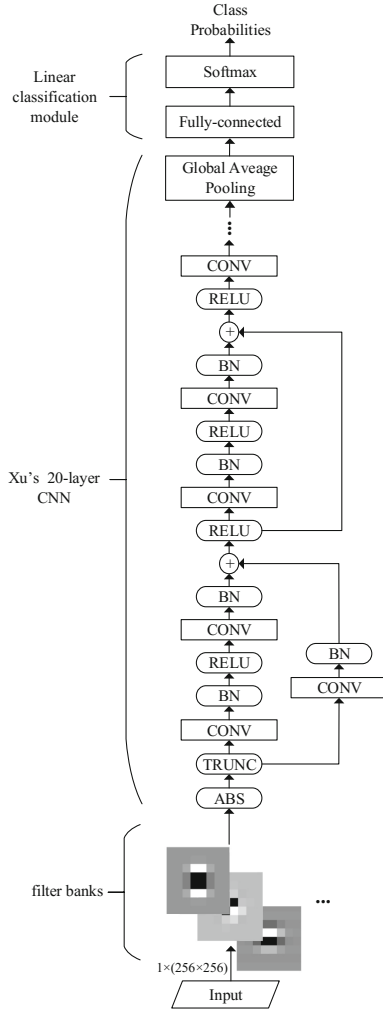 Class
Probabilities
Softmax
Linear
classification
module
Fully-connected
Global Aveage
Pooling
CONV
RELU
+
BN
CONV
RELU
BN
Xu's 20-layer
CNN
CONV
RELU
+
BN
CONV
RELU
BN
BN
CONV
CONV
TRUNC
ABS
filter banks
...
1×(256×256)
Input